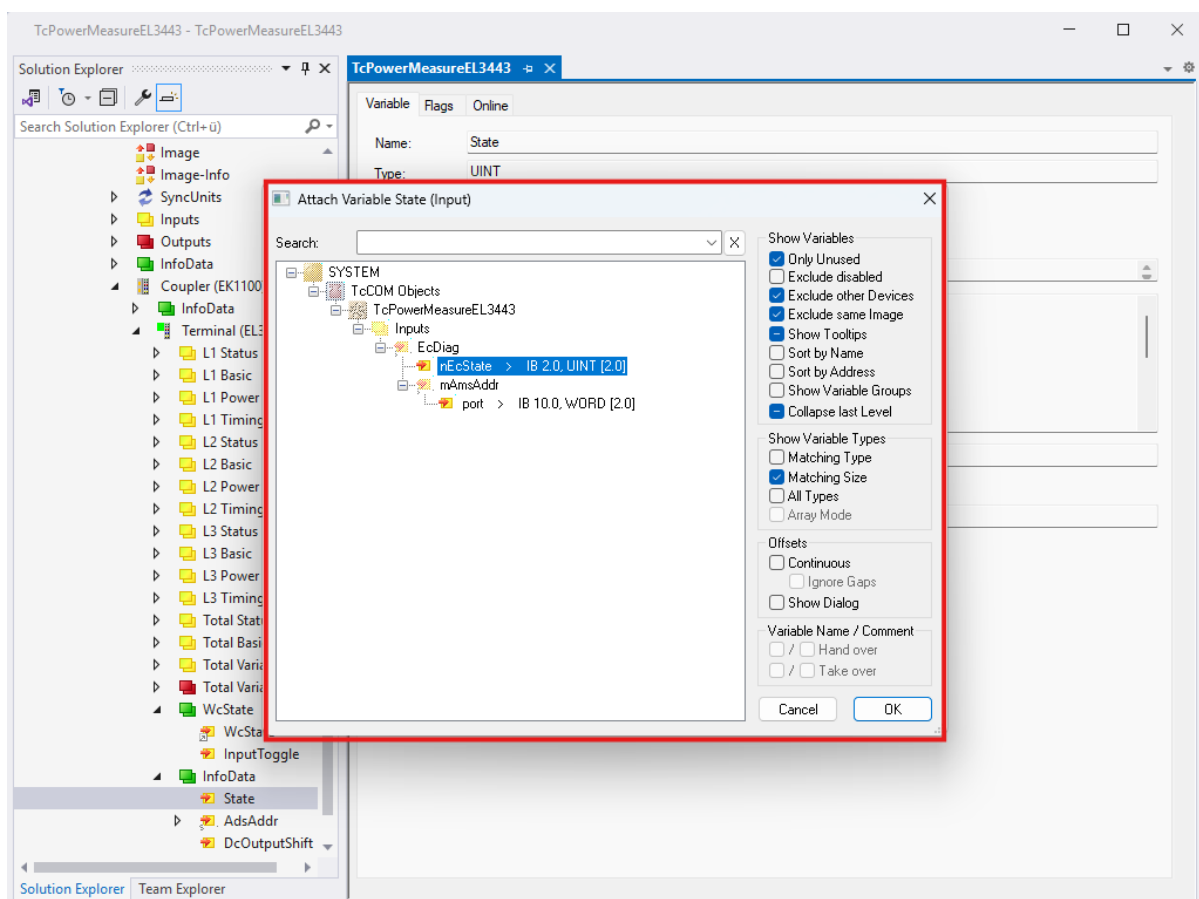 TcPowerMeasureEL3443 - TcPowerMeasureEL3443
Solution Explorer
Search Solution Explorer (Ctrl+ü)
Image
Image-Info
SyncUnits
Inputs
Outputs
InfoData
Coupler (EK1100
InfoData
Terminal (EL3
L1 Status
L1 Basic
L1 Power
L1 Timing
L2 Status
L2 Basic
L2 Power
L2 Timing
L3 Status
L3 Basic
L3 Power
L3 Timing
Total Stat
Total Basi
Total Varia
Total Varia
WcState
WcSta
InputToggle
InfoData
State
AdsAddr
DcOutputShift
Solution Explorer
Team Explorer
TcPowerMeasureEL3443
Variable
Flags
Online
Name:
State
Type:
UINT
Attach Variable State (Input)
Search:
X
SYSTEM
TcCOM Objects
TcPowerMeasureEL3443
Inputs
EcDiag
nEcState > IB 2.0, UINT [2.0]
mAmsAddr
port > IB 10.0, WORD [2.0]
Show Variables
Only Unused
Exclude disabled
Exclude other Devices
Exclude same Image
Show Tooltips
Sort by Name
Sort by Address
Show Variable Groups
Collapse last Level
Show Variable Types
Matching Type
Matching Size
All Types
Array Mode
Offsets
Continuous
Ignore Gaps
Show Dialog
Variable Name / Comment
/ Hand over
/ Take over
Cancel
OK